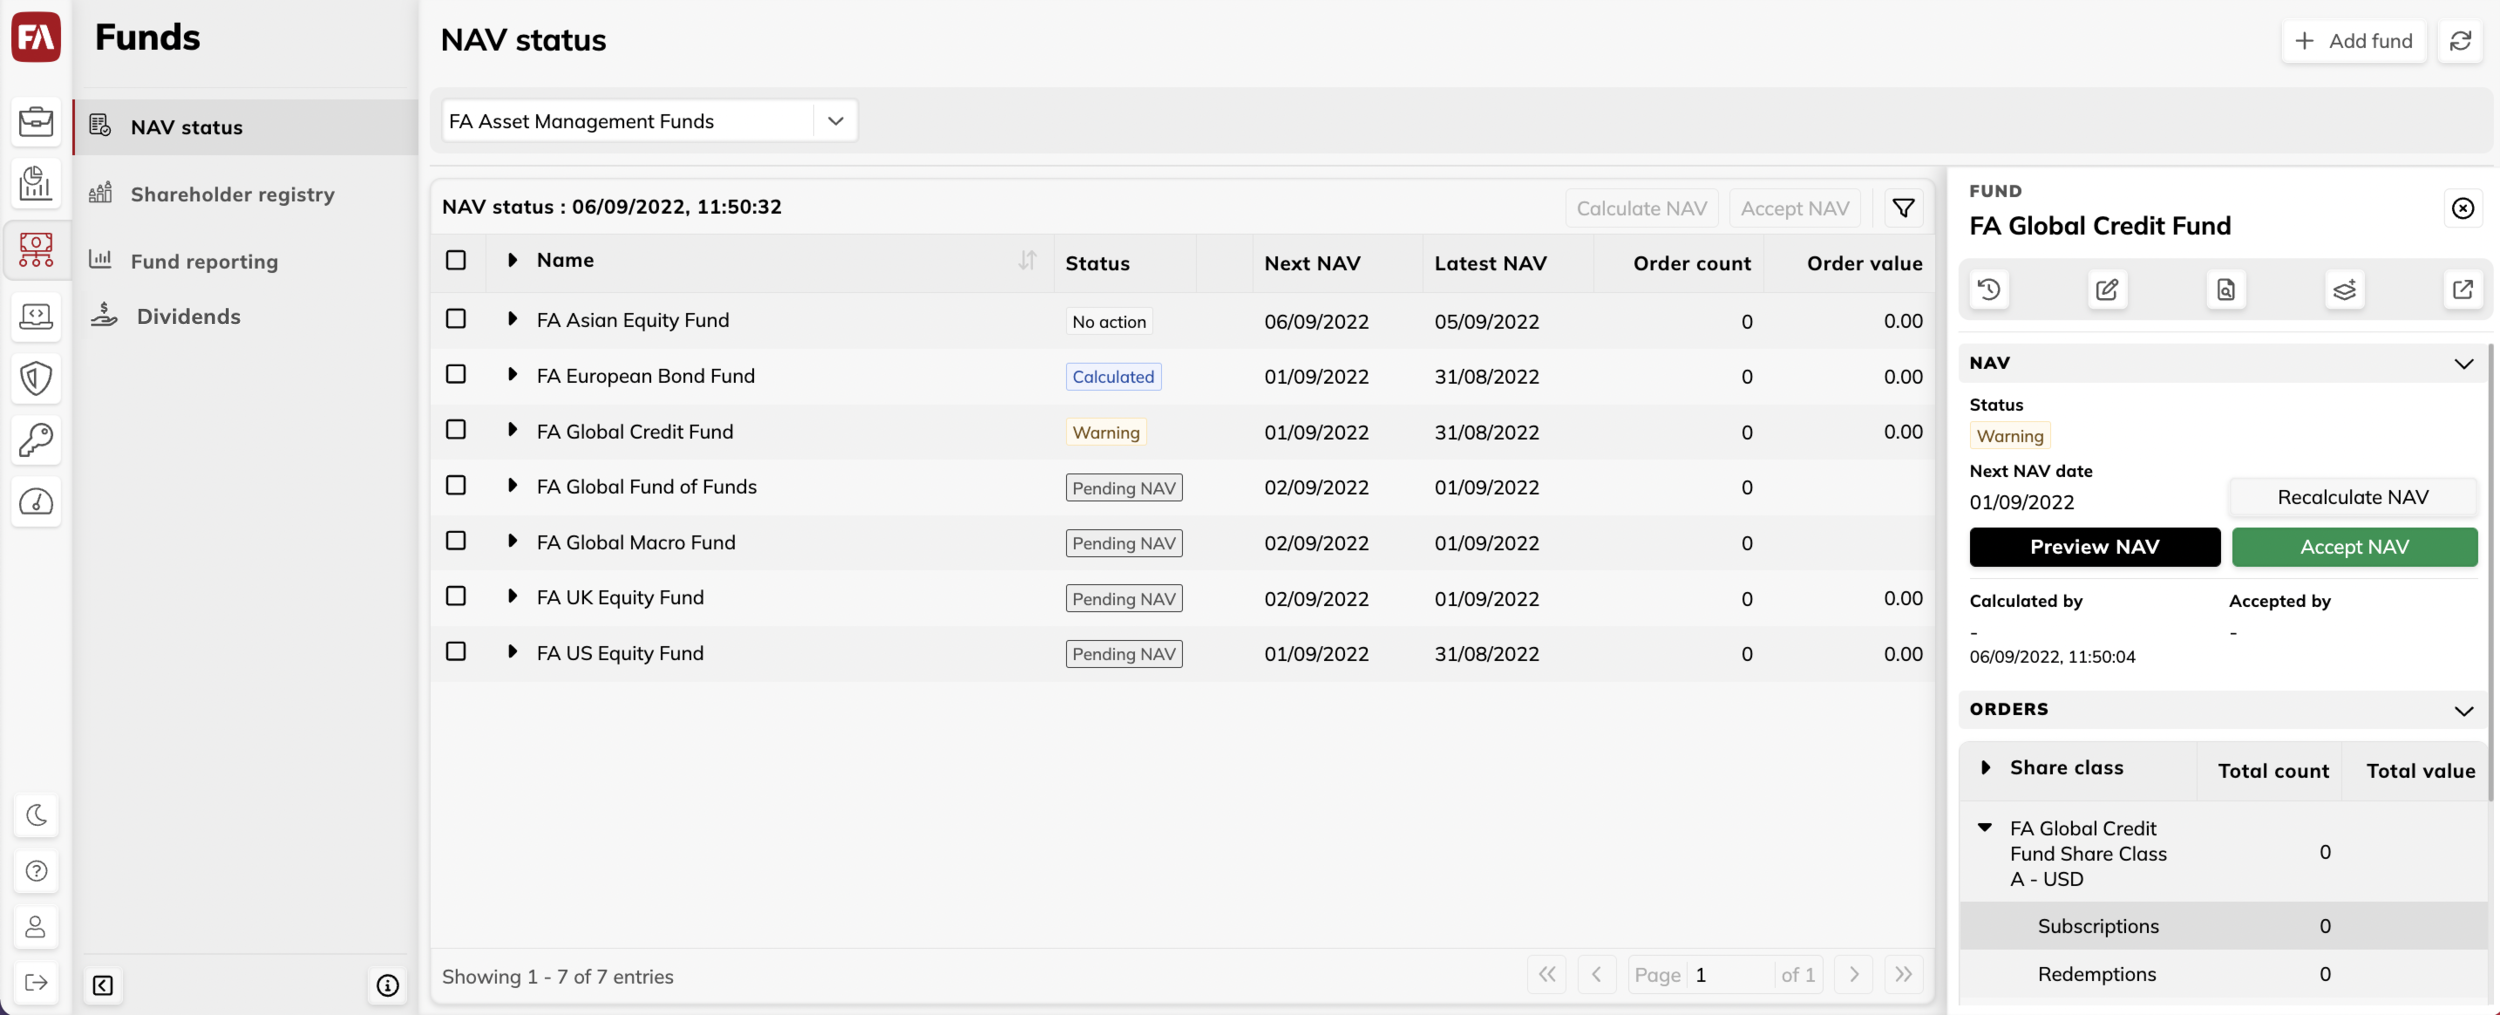 FA
Funds
NAV status
Shareholder registry
Fund reporting
Dividends
NAV status
Add fund
FA Asset Management Funds
NAV status : 06/09/2022, 11:50:32
Calculate NAV
Accept NAV
Name Status Next NAV Latest NAV Order count Order value
FA Asian Equity Fund No action 06/09/2022 05/09/2022 0 0.00
FA European Bond Fund Calculated 01/09/2022 31/08/2022 0 0.00
FA Global Credit Fund Warning 01/09/2022 31/08/2022 0 0.00
FA Global Fund of Funds Pending NAV 02/09/2022 01/09/2022 0
FA Global Macro Fund Pending NAV 02/09/2022 01/09/2022 0
FA UK Equity Fund Pending NAV 02/09/2022 01/09/2022 0 0.00
FA US Equity Fund Pending NAV 01/09/2022 31/08/2022 0 0.00
Showing 1 - 7 of 7 entries
Page 1 of 1
FUND
FA Global Credit Fund
NAV
Status
Warning
Next NAV date
01/09/2022
Recalculate NAV
Preview NAV
Accept NAV
Calculated by Accepted by
- -
06/09/2022, 11:50:04
ORDERS
Share class Total count Total value
FA Global Credit
Fund Share Class
A - USD
0
Subscriptions 0
Redemptions 0